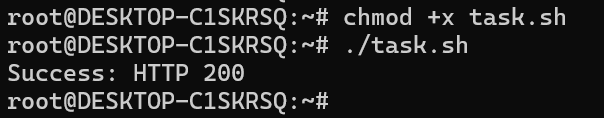 root@DESKTOP-C1SKRSQ:~# chmod +x task.sh
root@DESKTOP-C1SKRSQ:~# ./task.sh
Success: HTTP 200
root@DESKTOP-C1SKRSQ:~#